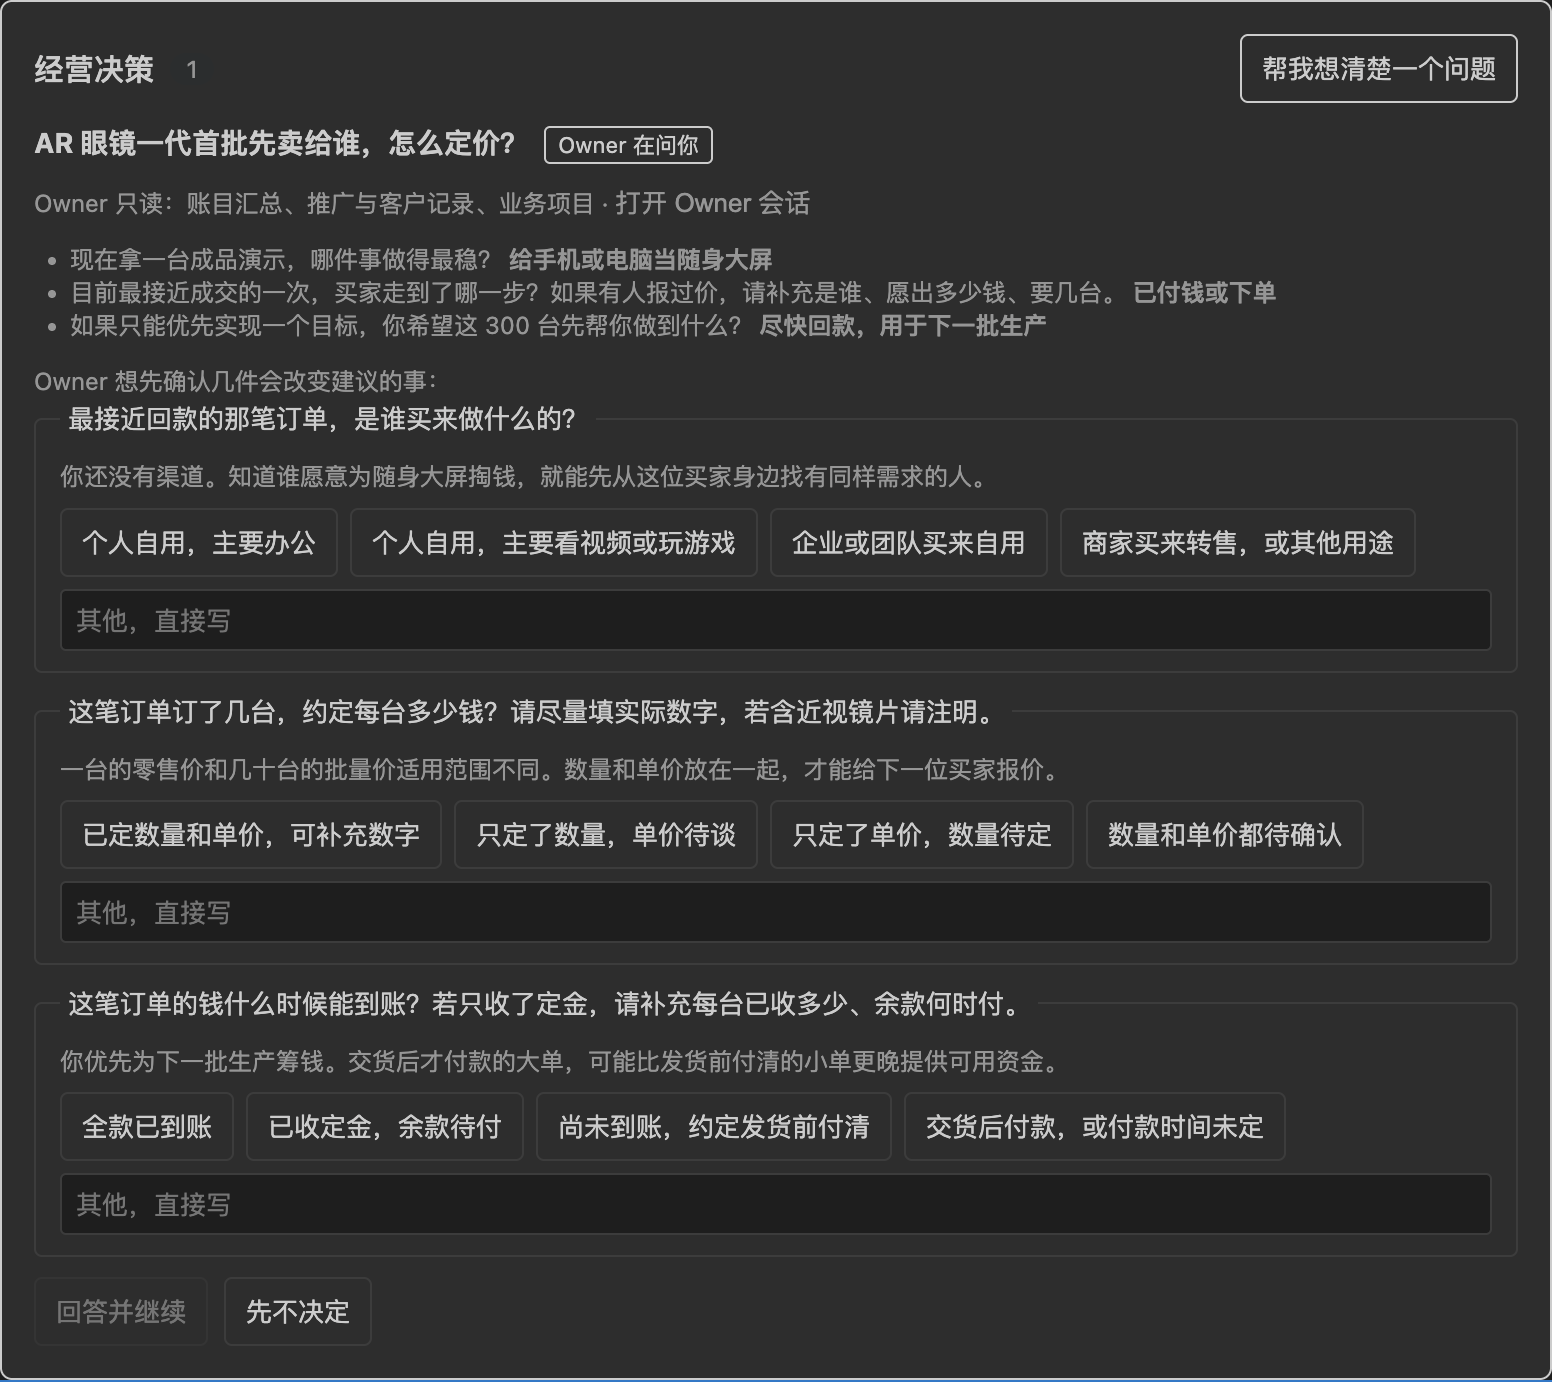 经营决策 1
帮我想清楚一个问题
AR 眼镜一代首批先卖给谁，怎么定价？ Owner 在问你
Owner 只读：账目汇总、推广与客户记录、业务项目 · 打开 Owner 会话
• 现在拿一台成品演示，哪件事做得最稳？ 给手机或电脑当随身大屏
• 目前最接近成交的一次，买家走到了哪一步？如果有人报过价，请补充是谁、愿出多少钱、要几台。 已付钱或下单
• 如果只能优先实现一个目标，你希望这 300 台先帮你做到什么？ 尽快回款，用于下一批生产
Owner 想先确认几件会改变建议的事：
最接近回款的那笔订单，是谁买来做什么的？
你还没有渠道。知道谁愿意为随身大屏掏钱，就能先从这位买家身边找有同样需求的人。
个人自用，主要办公 个人自用，主要看视频或玩游戏 企业或团队买来自用 商家买来转售，或其他用途
其他，直接写
这笔订单订了几台，约定每台多少钱？请尽量填实际数字，若含近视镜片请注明。
一台的零售价和几十台的批量价适用范围不同。数量和单价放在一起，才能给下一位买家报价。
已定数量和单价，可补充数字 只定了数量，单价待谈 只定了单价，数量待定 数量和单价都待确认
其他，直接写
这笔订单的钱什么时候能到账？若只收了定金，请补充每台已收多少、余款何时付。
你优先为下一批生产筹钱。交货后才付款的大单，可能比发货前付清的小单更晚提供可用资金。
全款已到账 已收定金，余款待付 尚未到账，约定发货前付清 交货后付款，或付款时间未定
其他，直接写
回答并继续 先不决定